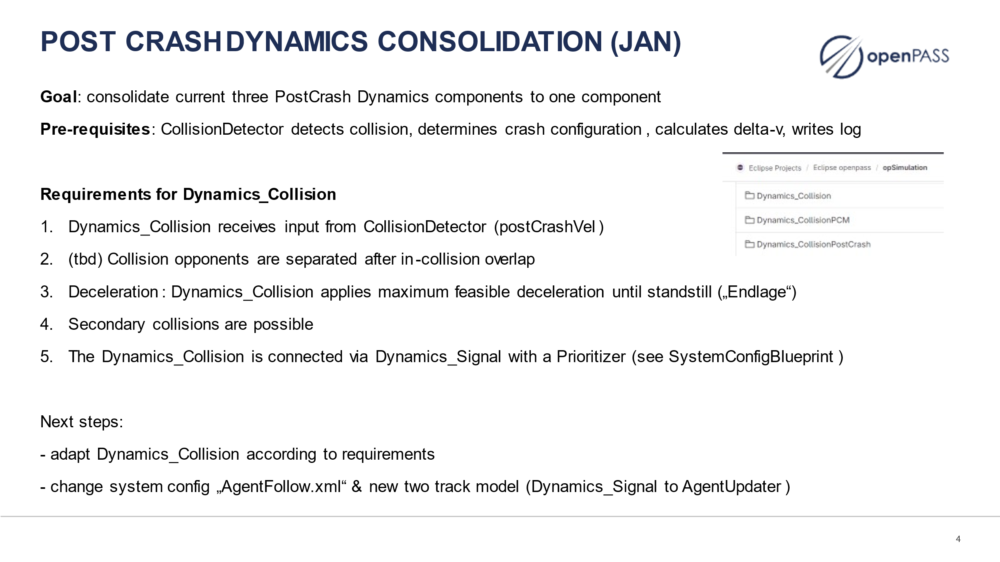 POST CRASH DYNAMICS CONSOLIDATION (JAN)
openPASS
Goal: consolidate current three PostCrash Dynamics components to one component
Pre-requisites: CollisionDetector detects collision, determines crash configuration , calculates delta-v, writes log
Eclipse Projects / Eclipse openpass / opSimulation
Dynamics_Collision
Dynamics_CollisionPCM
Dynamics_CollisionPostCrash
Requirements for Dynamics_Collision
1. Dynamics_Collision receives input from CollisionDetector (postCrashVel )
2. (tbd) Collision opponents are separated after in-collision overlap
3. Deceleration : Dynamics_Collision applies maximum feasible deceleration until standstill („Endlage“)
4. Secondary collisions are possible
5. The Dynamics_Collision is connected via Dynamics_Signal with a Prioritizer (see SystemConfigBlueprint )
Next steps:
- adapt Dynamics_Collision according to requirements
- change system config „AgentFollow.xml“ & new two track model (Dynamics_Signal to AgentUpdater )
4